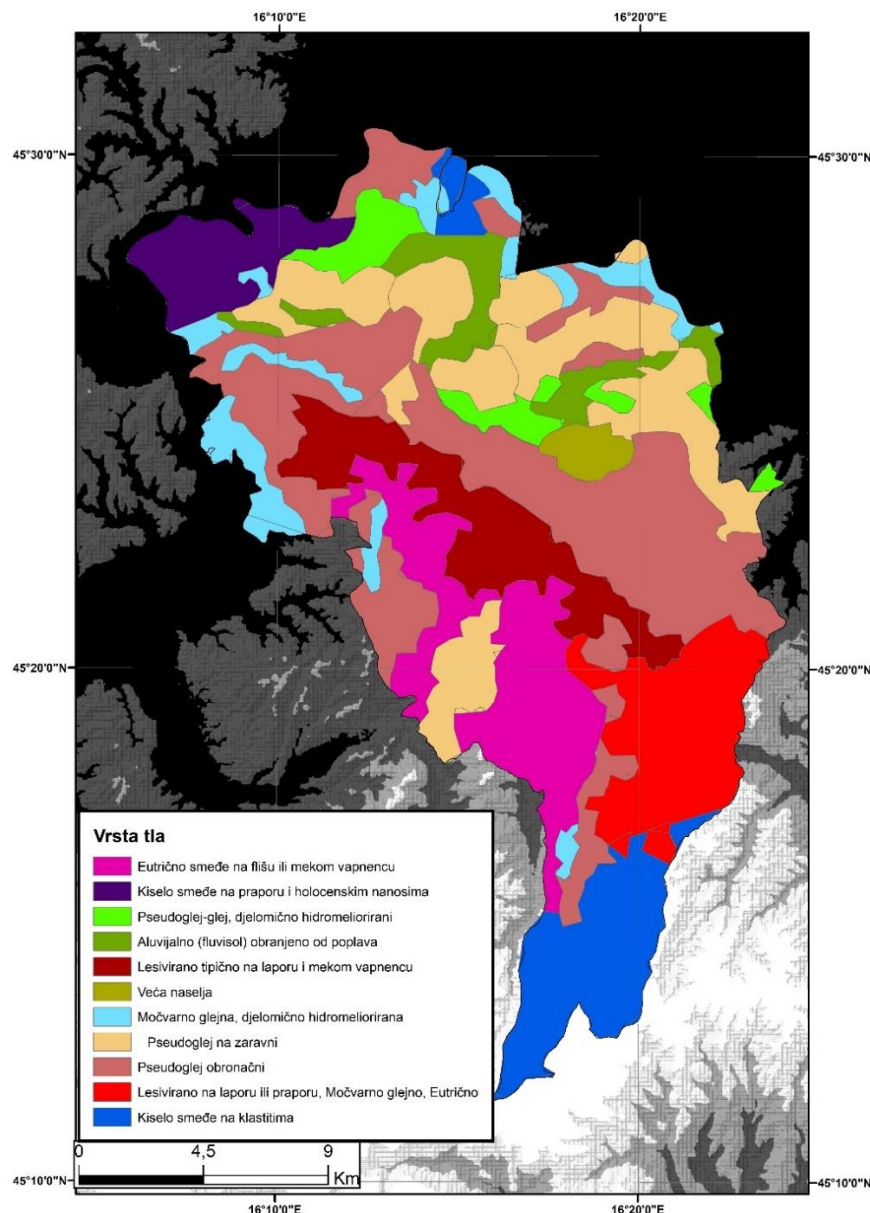 16°10'0"E
16°20'0"E
45°30'0"N
45°30'0"N
45°20'0"N
45°20'0"N
Vrsta tla
Eutrično smeđe na flišu ili mekom vapnencu
Kiselo smeđe na praporu i holocenskim nanosima
Pseudoglej-glej, djelomično hidromeliorirani
Aluvijalno (fluvisol) obranjeno od poplava
Lesivirano tipično na laporu i mekom vapnencu
Veća naselja
Močvarno glejna, djelomično hidromeliorirana
Pseudoglej na zaravni
Pseudoglej obronačni
Lesivirano na laporu ili praporu, Močvarno glejno, Eutrično
Kiselo smeđe na klastitima
0
4,5
9
Km
45°10'0"N
45°10'0"N
16°10'0"E
16°20'0"E